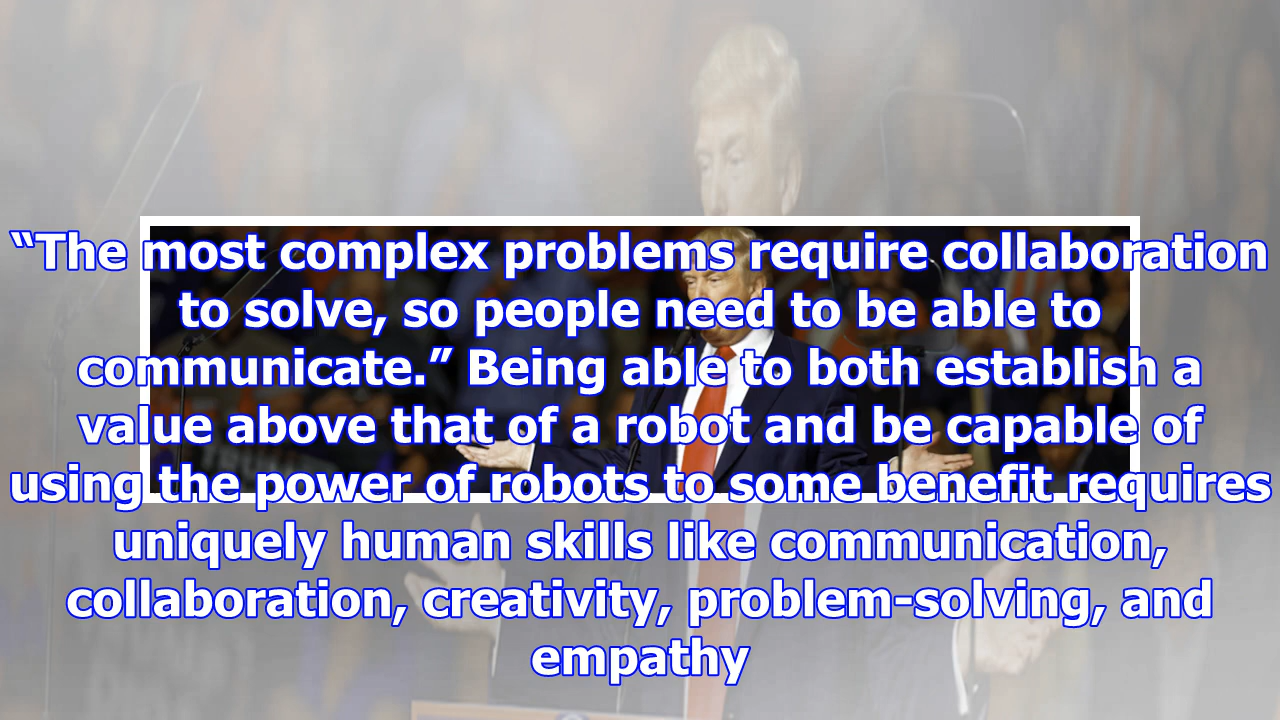 “The most complex problems require collaboration
to solve, so people need to be able to
communicate.” Being able to both establish a
value above that of a robot and be capable of
using the power of robots to some benefit requires
uniquely human skills like communication,
collaboration, creativity, problem-solving, and
empathy